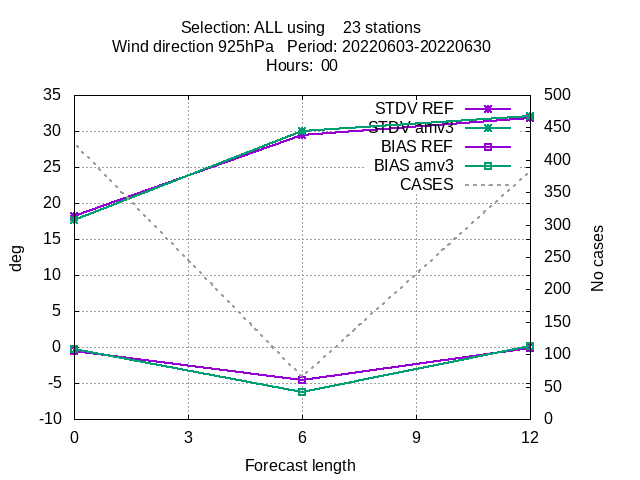 Selection: ALL using    23 stations
Wind direction 925hPa   Period: 20220603-20220630
Hours:  00
35
30
25
20
15
10
5
0
-5
-10
500
450
400
350
300
250
200
150
100
50
0
STDV REF
STDV amv3
BIAS REF
BIAS amv3
CASES
deg
No cases
0 3 6 9 12
Forecast length